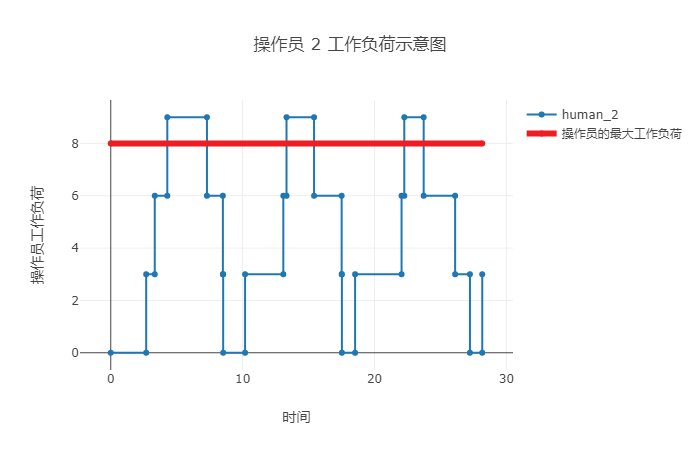 操作员 2 工作负荷示意图
human_2
操作员的最大工作负荷
操作员工作负荷
8
6
4
2
0
0 10 20 30
时间